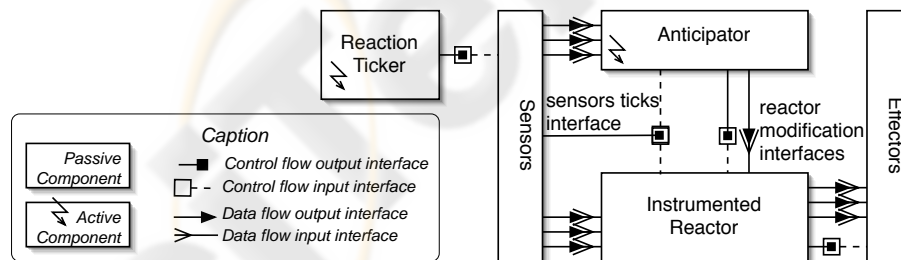 Reaction
Ticker
Sensors
Anticipator
Effectors
sensors ticks
interface
reactor
modification
interfaces
Instrumented
Reactor
Caption
Passive
Component
Active
Component
Control flow output interface
Control flow input interface
Data flow output interface
Data flow input interface